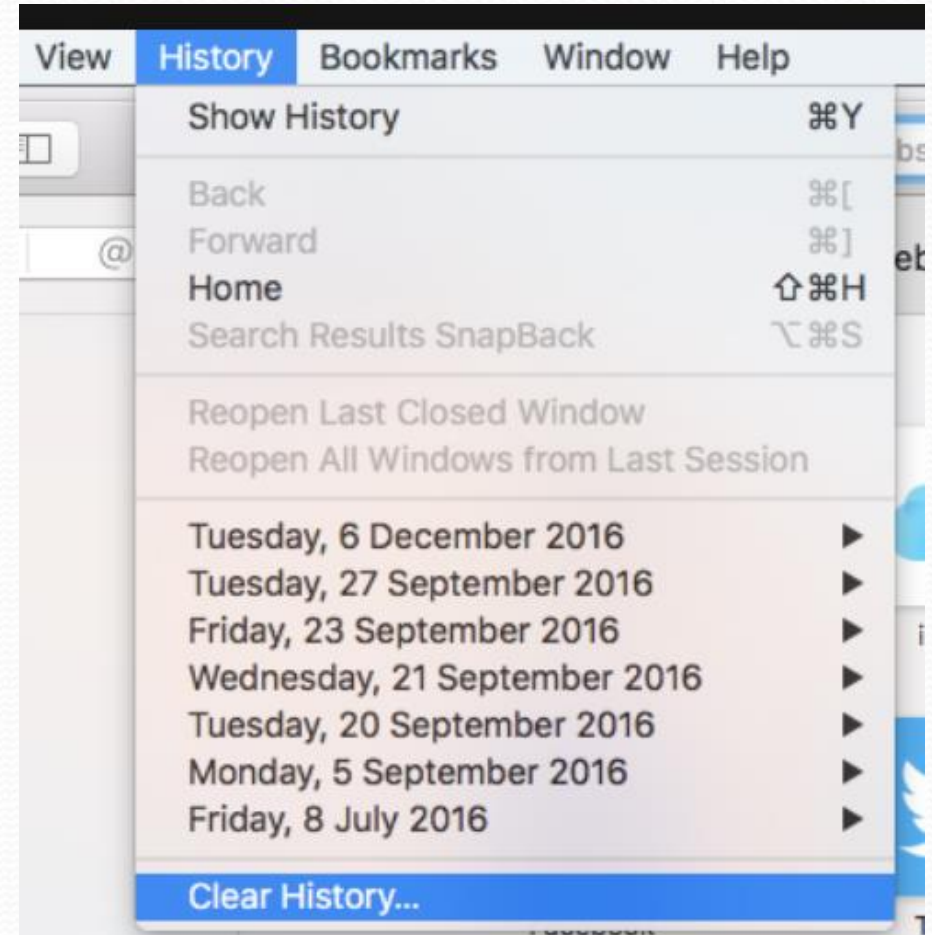 View History Bookmarks Window Help
Show History ⌘Y
Back ⌘[
Forward ⌘]
Home ⇧⌘H
Search Results SnapBack ⌥⌘S
Reopen Last Closed Window
Reopen All Windows from Last Session
Tuesday, 6 December 2016
Tuesday, 27 September 2016
Friday, 23 September 2016
Wednesday, 21 September 2016
Tuesday, 20 September 2016
Monday, 5 September 2016
Friday, 8 July 2016
Clear History...